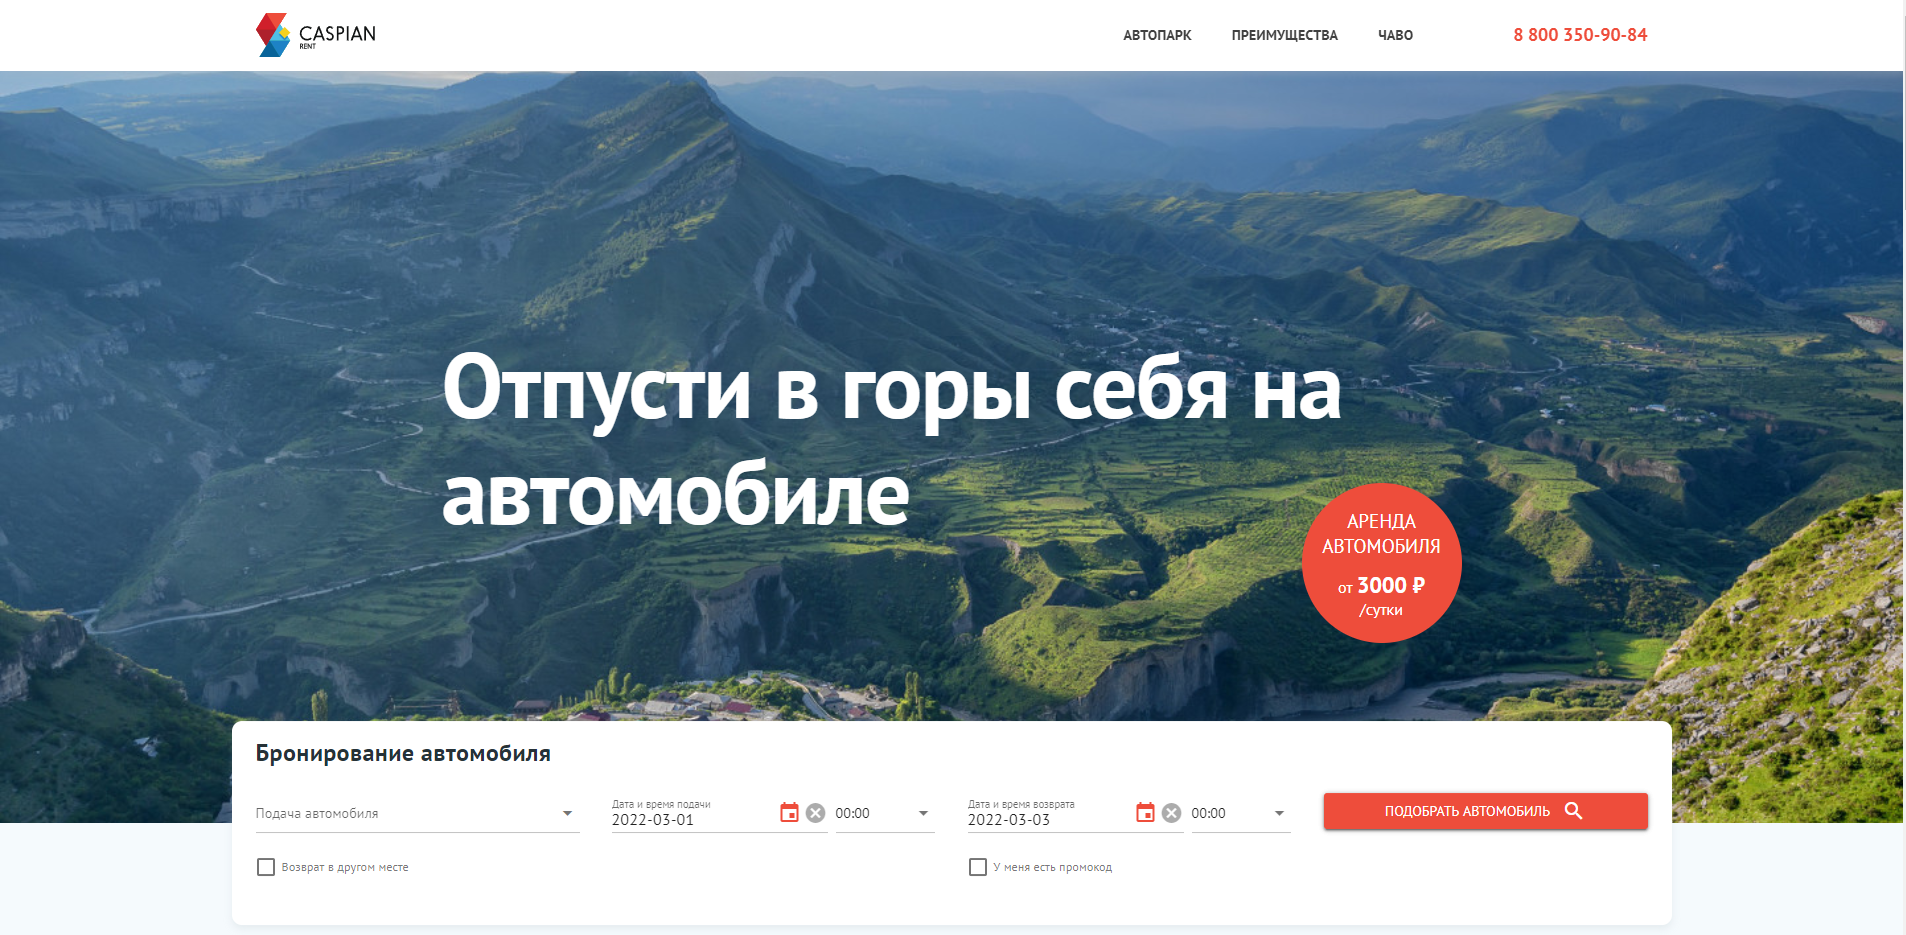 CASPIAN
RENT
АВТОПАРК
ПРЕИМУЩЕСТВА
ЧАВО
8 800 350-90-84
Отпусти в горы себя на
автомобиле
АРЕНДА
АВТОМОБИЛЯ
от 3000 ₽
/сутки
Бронирование автомобиля
Подача автомобиля
Дата и время подачи
2022-03-01
00:00
Дата и время возврата
2022-03-03
00:00
ПОДОБРАТЬ АВТОМОБИЛЬ
Возврат в другом месте
У меня есть промокод